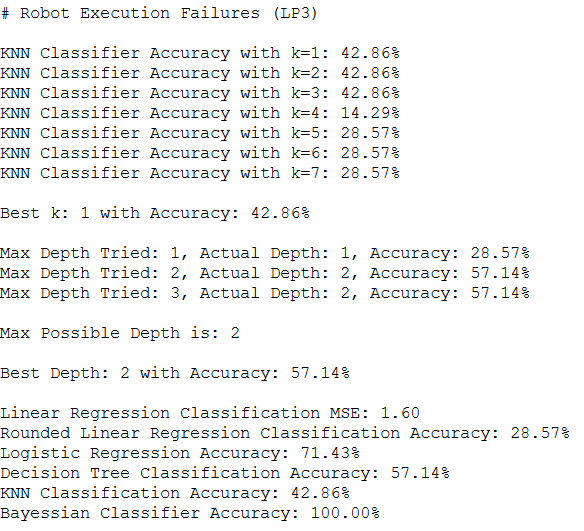 # Robot Execution Failures (LP3)
KNN Classifier Accuracy with k=1: 42.86%
KNN Classifier Accuracy with k=2: 42.86%
KNN Classifier Accuracy with k=3: 42.86%
KNN Classifier Accuracy with k=4: 14.29%
KNN Classifier Accuracy with k=5: 28.57%
KNN Classifier Accuracy with k=6: 28.57%
KNN Classifier Accuracy with k=7: 28.57%
Best k: 1 with Accuracy: 42.86%
Max Depth Tried: 1, Actual Depth: 1, Accuracy: 28.57%
Max Depth Tried: 2, Actual Depth: 2, Accuracy: 57.14%
Max Depth Tried: 3, Actual Depth: 2, Accuracy: 57.14%
Max Possible Depth is: 2
Best Depth: 2 with Accuracy: 57.14%
Linear Regression Classification MSE: 1.60
Rounded Linear Regression Classification Accuracy: 28.57%
Logistic Regression Accuracy: 71.43%
Decision Tree Classification Accuracy: 57.14%
KNN Classification Accuracy: 42.86%
Bayessian Classifier Accuracy: 100.00%